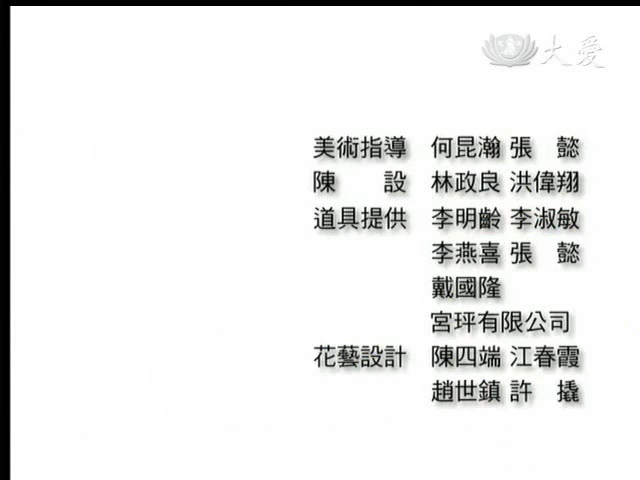 大愛
美術指導 何昆瀚 張 懿
陳 設 林政良 洪偉翔
道具提供 李明齡 李淑敏
李燕喜 張 懿
戴國隆
宮玶有限公司
花藝設計 陳四端 江春霞
趙世鎮 許 撬